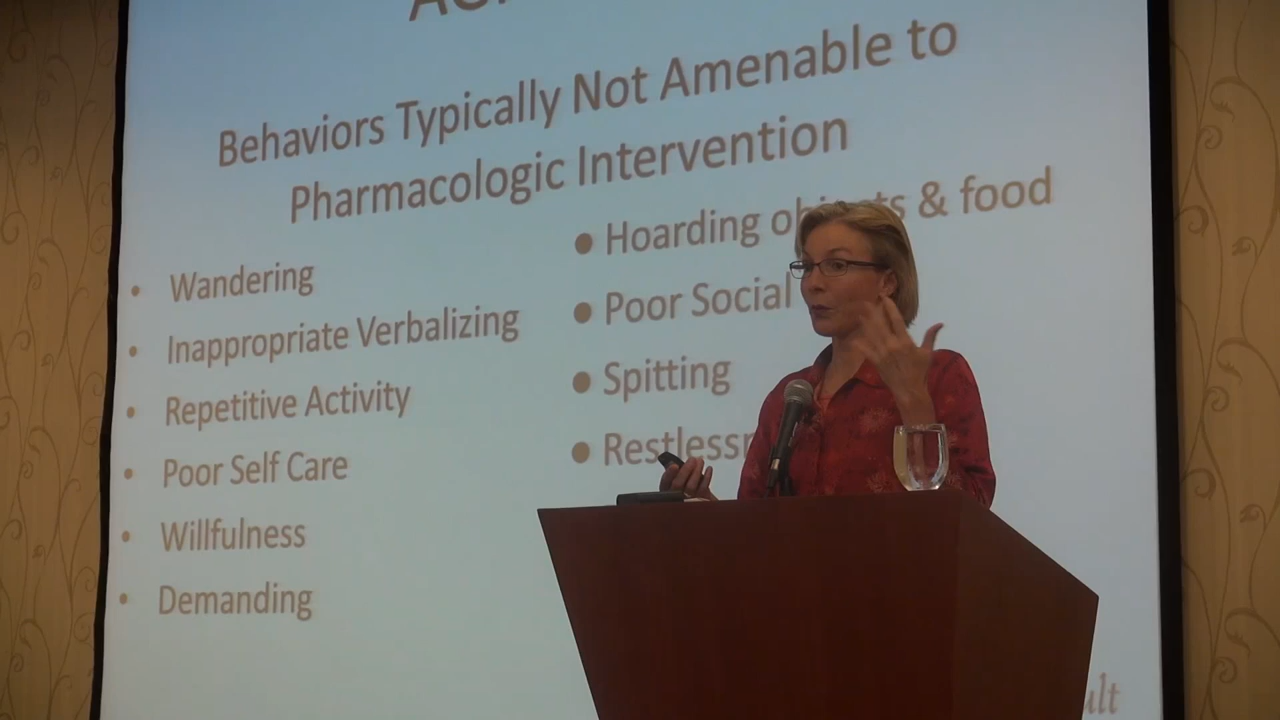 Behaviors Typically Not Amenable to
Pharmacologic Intervention
• Wandering
• Inappropriate Verbalizing
• Repetitive Activity
• Poor Self Care
• Willfulness
• Demanding
● Hoarding & food
● Poor Social
● Spitting